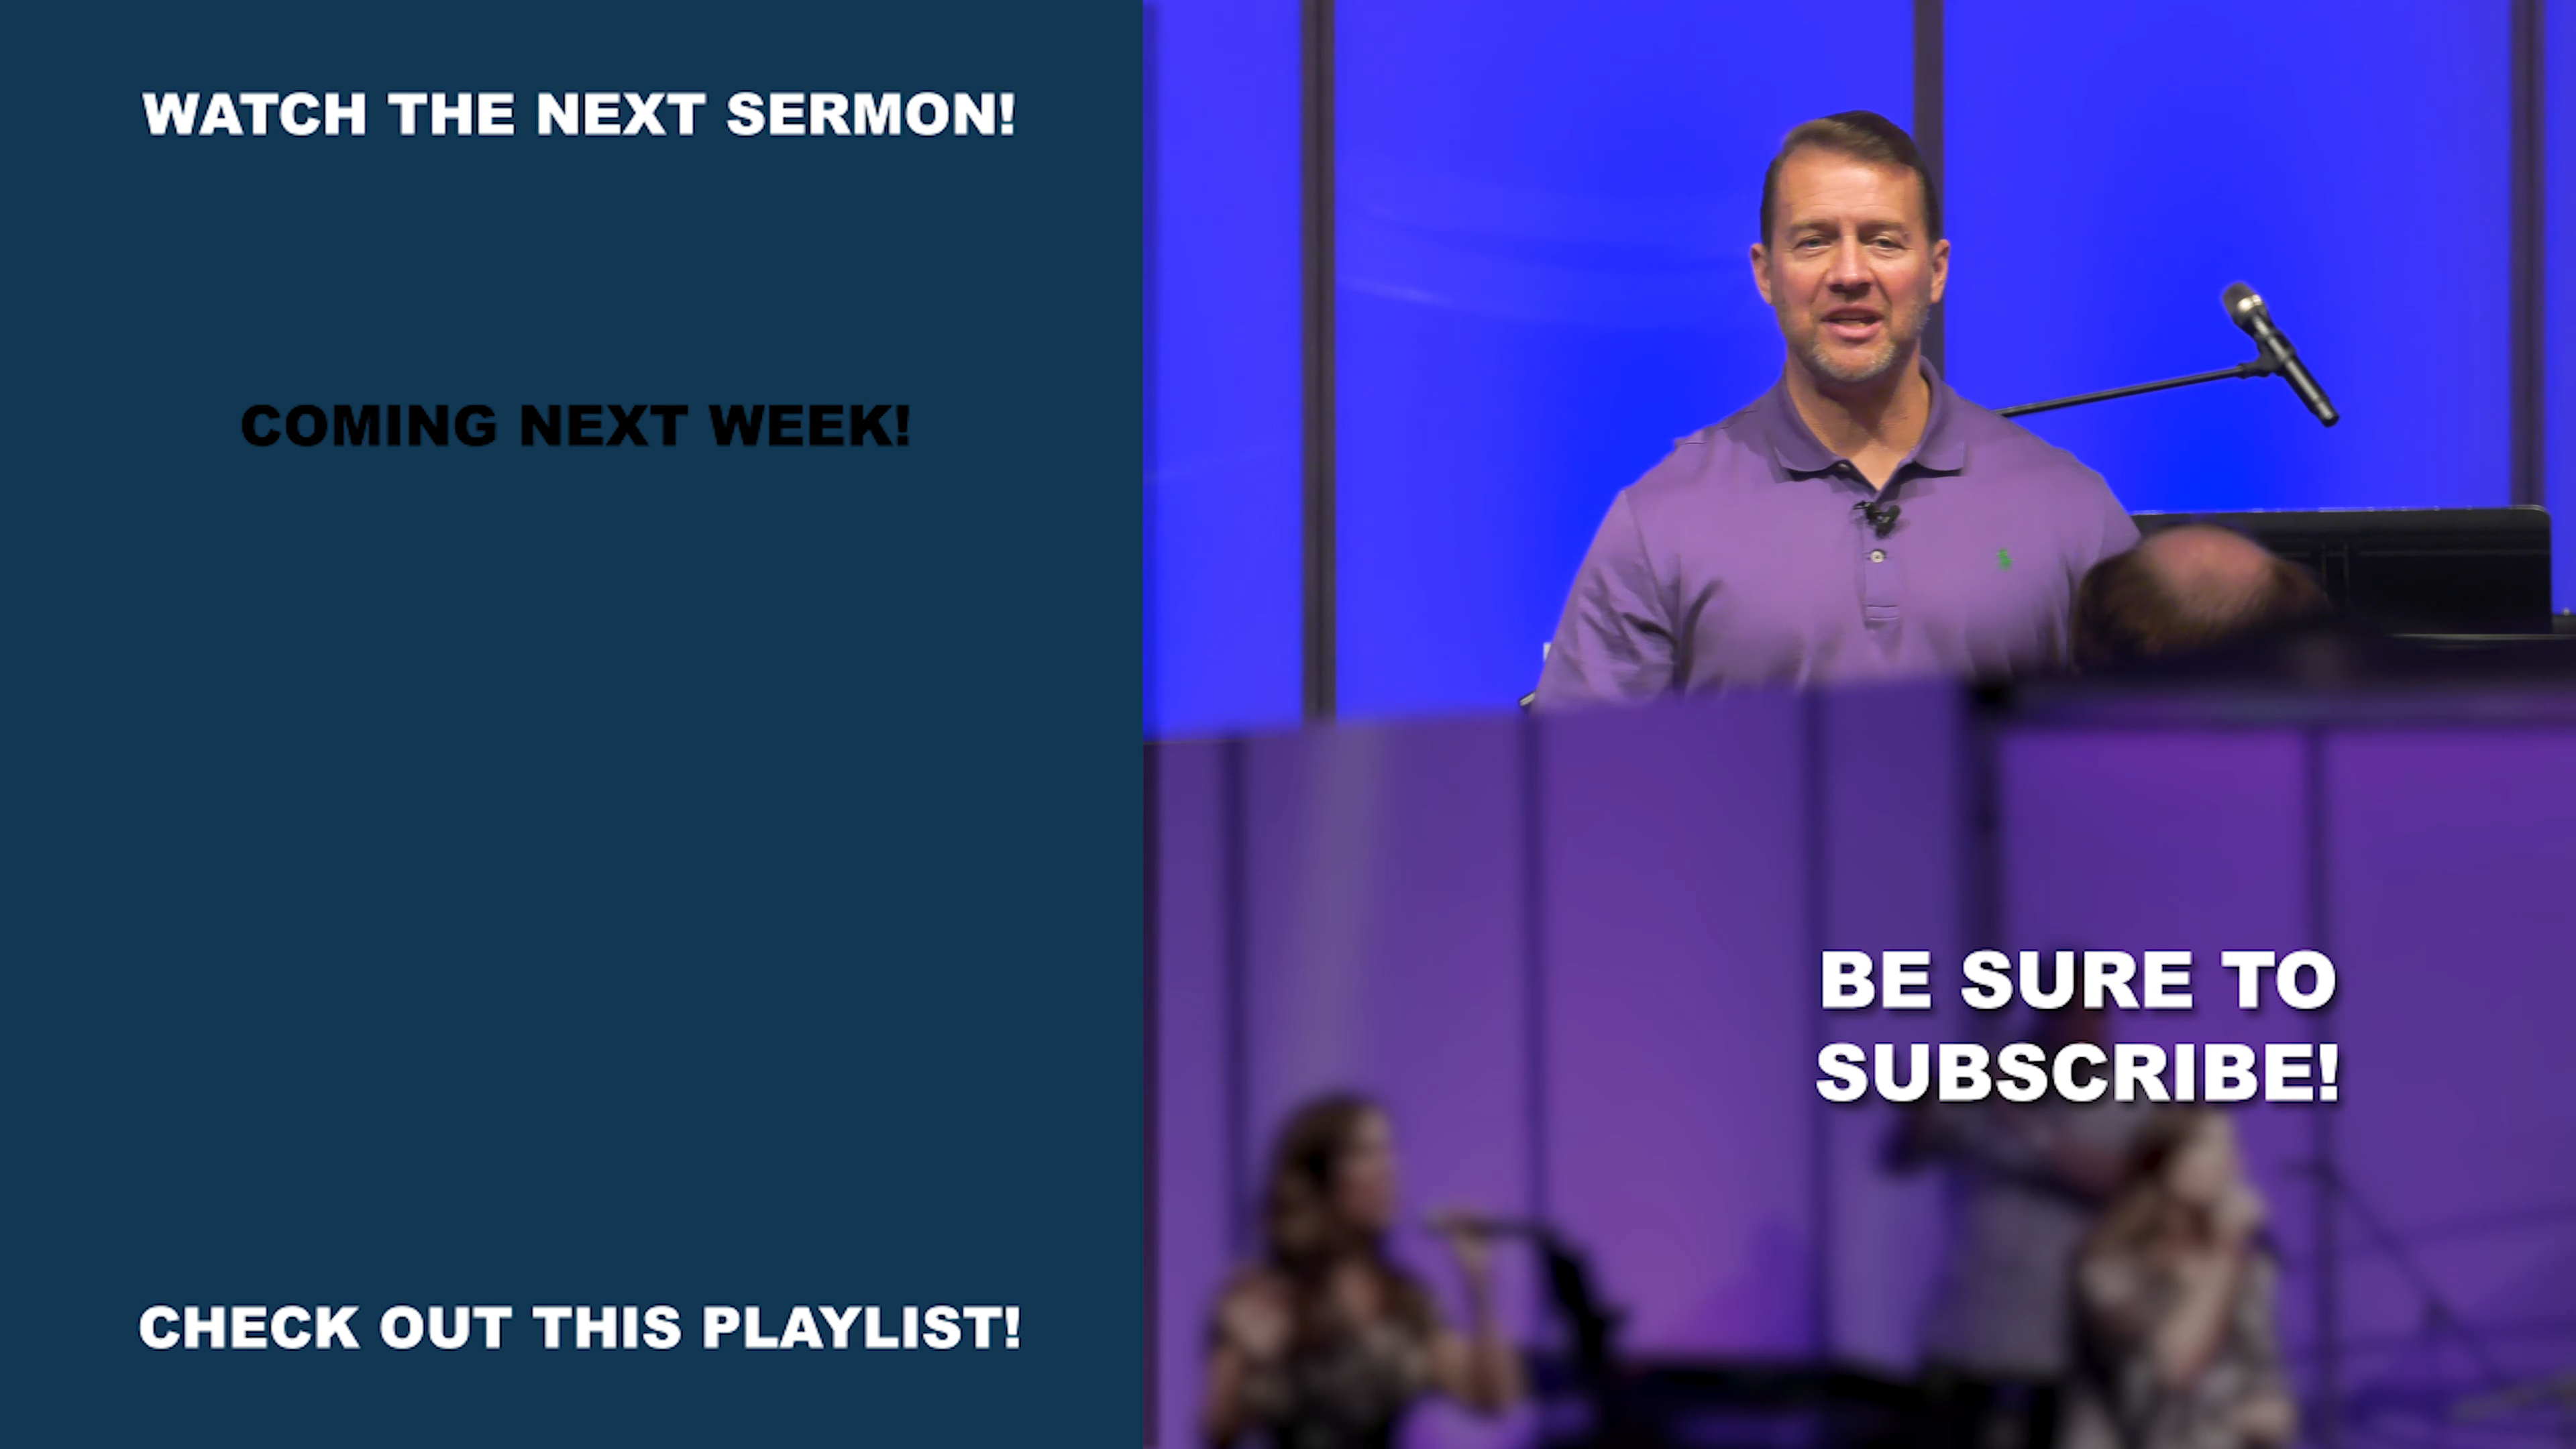 WATCH THE NEXT SERMON!
COMING NEXT WEEK!
CHECK OUT THIS PLAYLIST!
BE SURE TO
SUBSCRIBE!